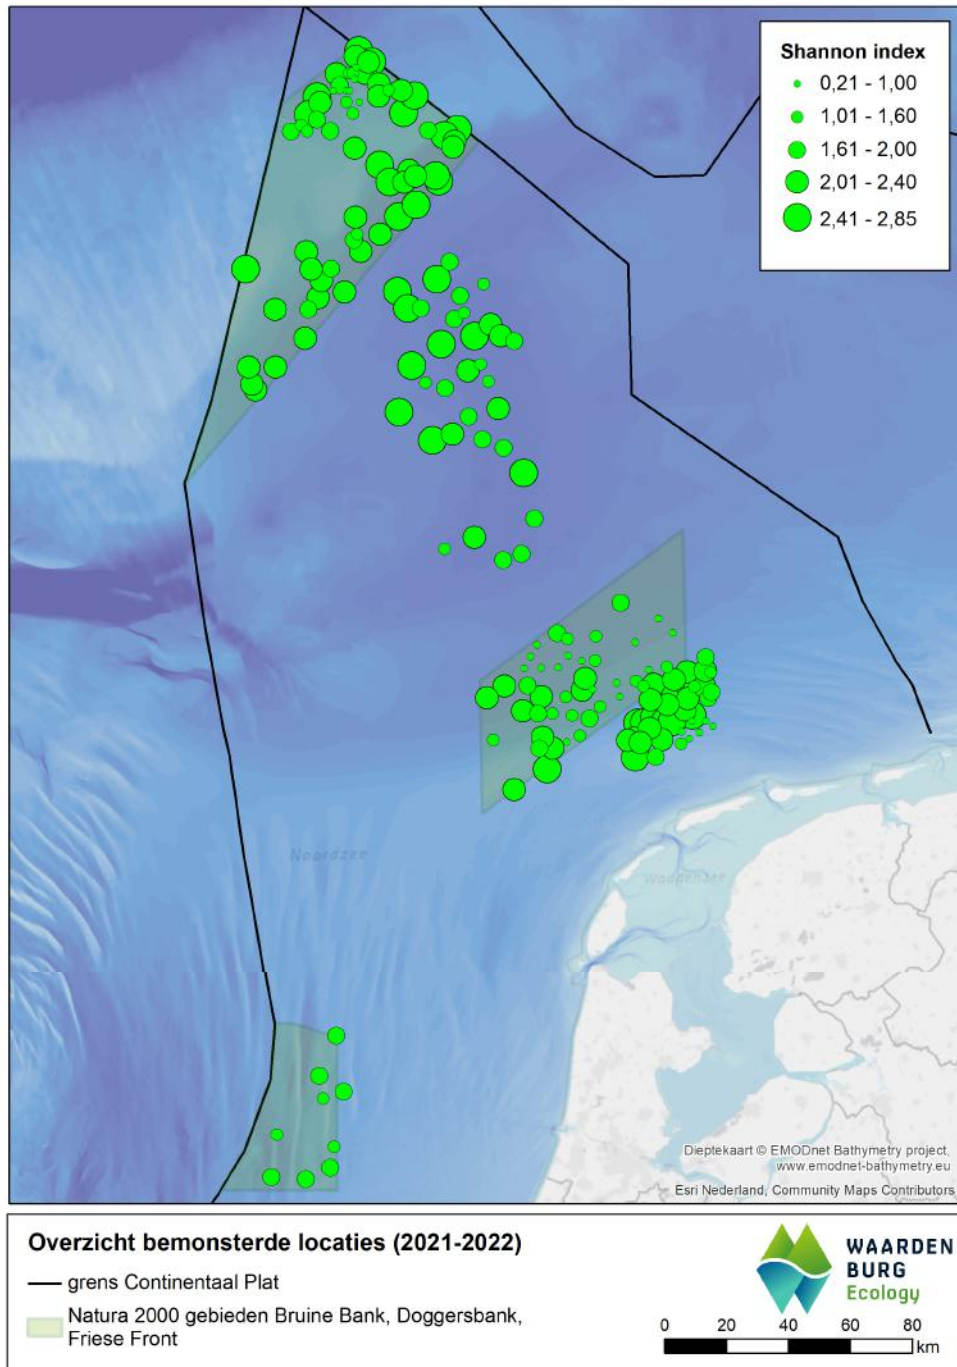 Shannon index
0,21 - 1,00
1,01 - 1,60
1,61 - 2,00
2,01 - 2,40
2,41 - 2,85
Noordzee
Waddenzee
Dieptekaart © EMODnet Bathymetry project,
www.emodnet-bathymetry.eu
Esri Nederland, Community Maps Contributors
Overzicht bemonsterde locaties (2021-2022)
grens Continentaal Plat
Natura 2000 gebieden Bruine Bank, Doggersbank,
Friese Front
WAARDEN
BURG
Ecology
0 20 40 60 80
km